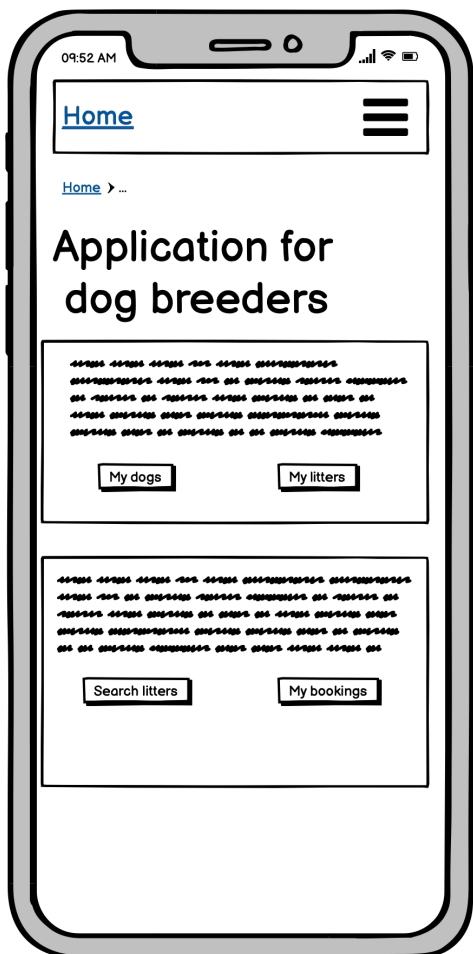 09:52 AM
Home
Home > ...
Application for
dog breeders
My dogs
My litters
Search litters
My bookings